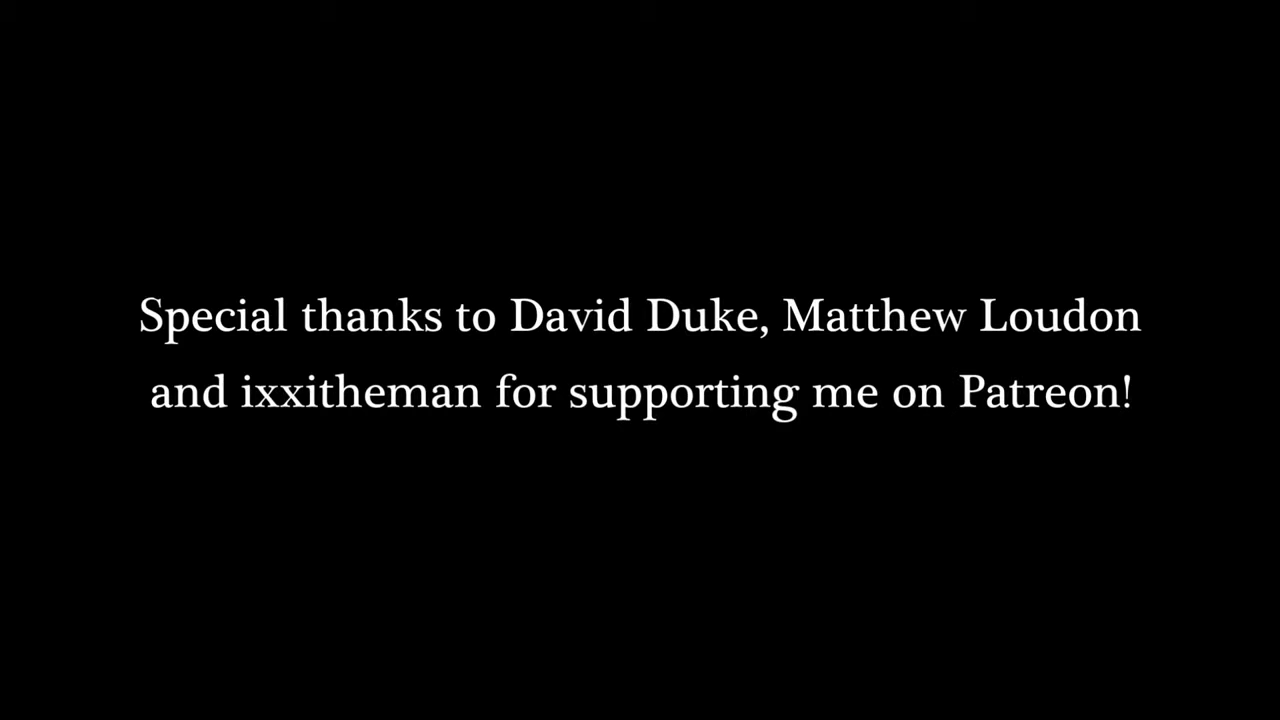 Special thanks to David Duke, Matthew Loudon
and ixxitheman for supporting me on Patreon!